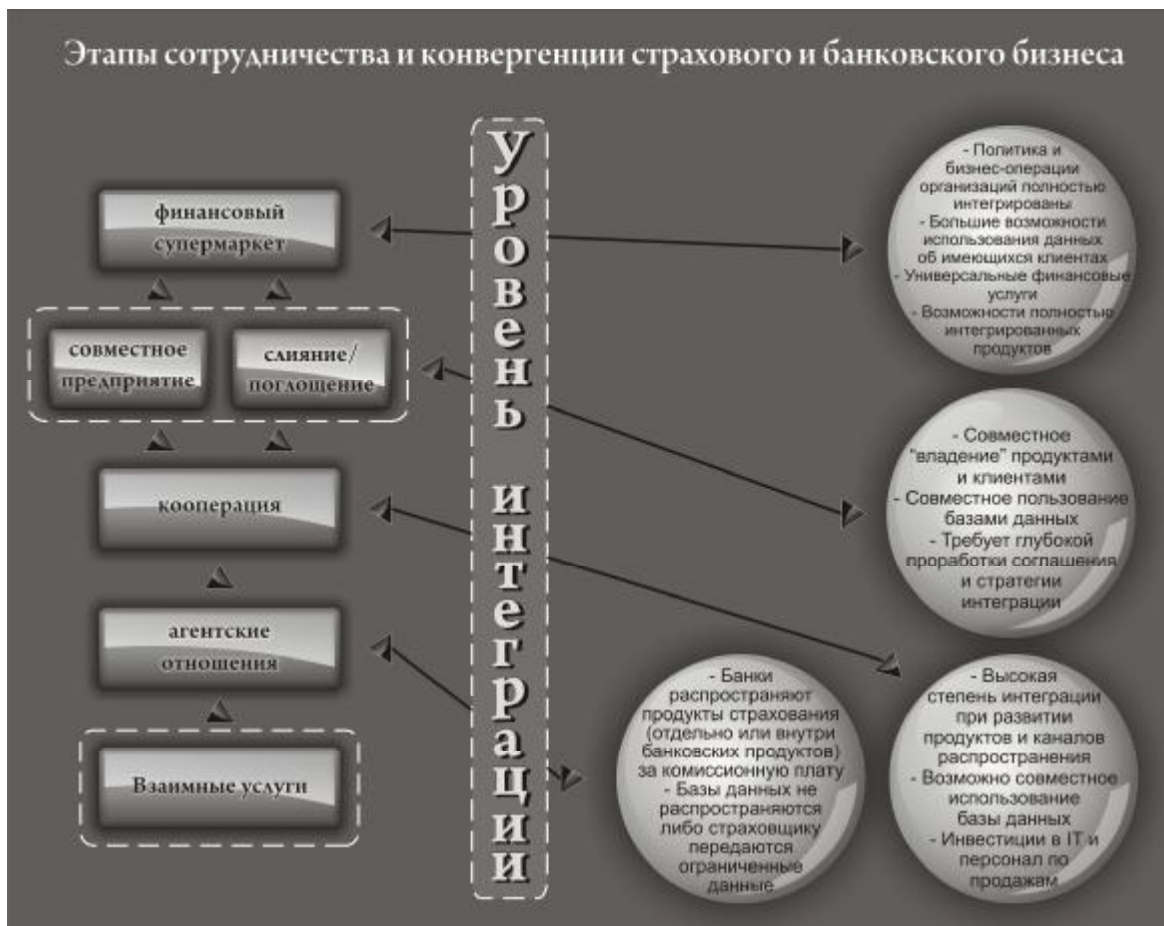 Этапы сотрудничества и конвергенции страхового и банковского бизнеса
финансовый
супермаркет
совместное
предприятие
слияние/
поглощение
кооперация
агентские
отношения
Взаимные услуги
Уровень интеграции
- Политика и
бизнес-операции
организаций полностью
интегрированы
- Большие возможности
использования данных
об имеющихся клиентах
- Универсальные финансовые
услуги
- Возможности полностью
интегрированных
продуктов
- Совместное
"владение" продуктами
и клиентами
- Совместное пользование
базами данных
- Требует глубокой
проработки соглашения
и стратегии
интеграции
- Банки
распространяют
продукты страхования
(отдельно или внутри
банковских продуктов)
за комиссионную плату
- Базы данных не
распространяются
либо страховщику
передаются
ограниченные
данные
- Высокая
степень интеграции
при развитии
продуктов и каналов
распространения
- Возможно совместное
использование
базы данных
- Инвестиции в IT и
персонал по
продажам